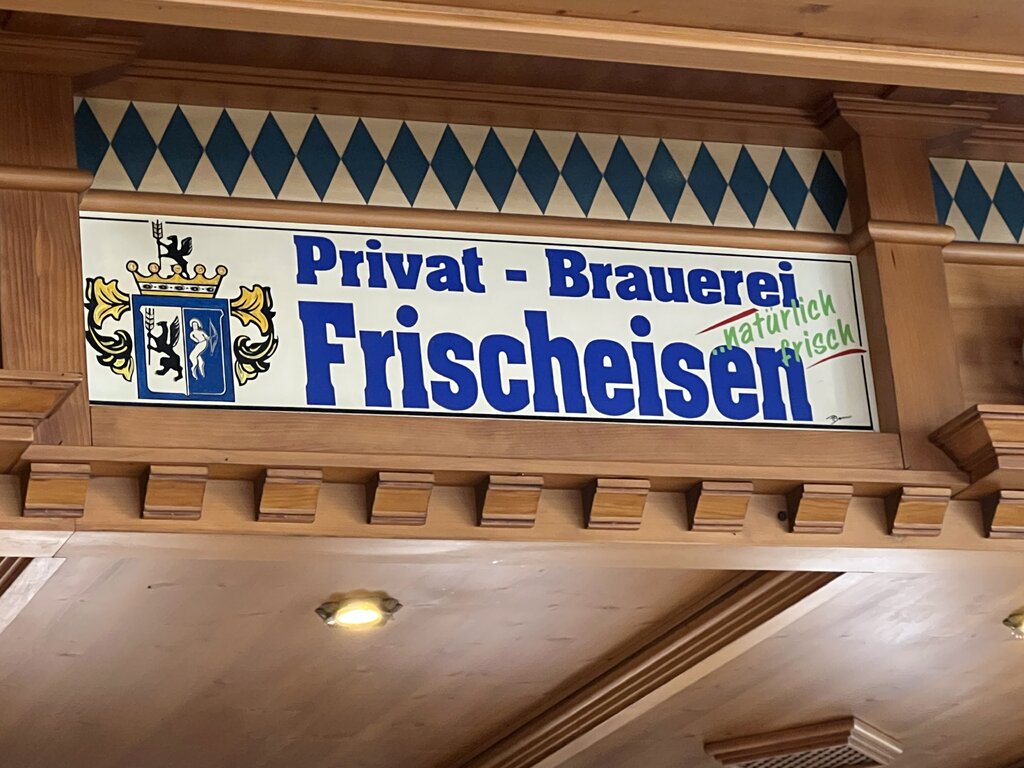 Privat - Brauerei
Frischeisen
..natürlich
frisch